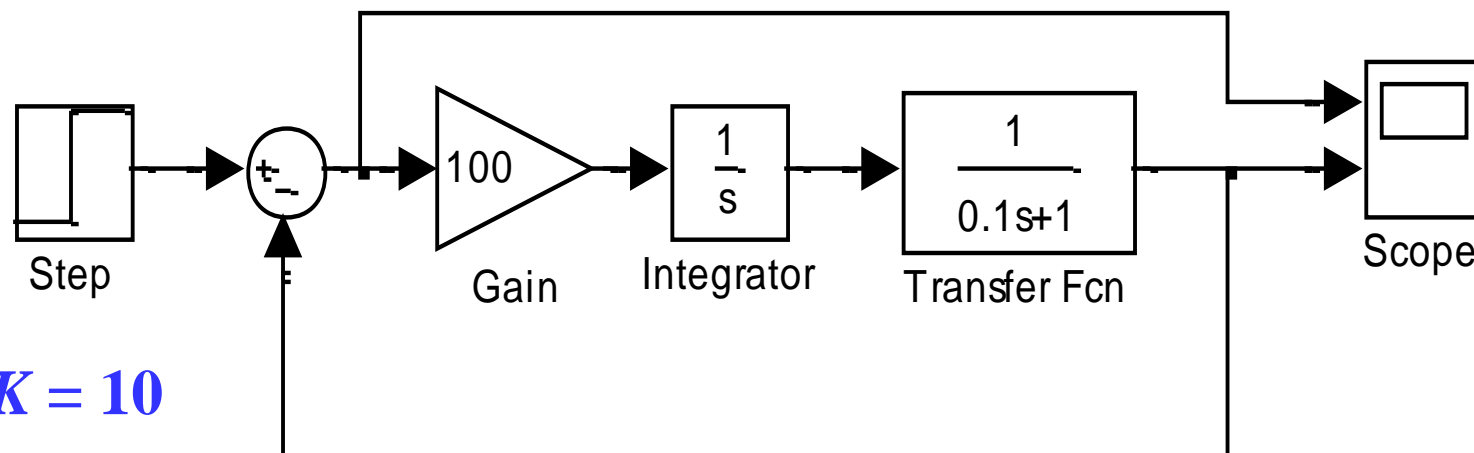 +
−
100
1
s
1
0.1s+1
Step
Gain
Integrator
Transfer Fcn
Scope
K = 10